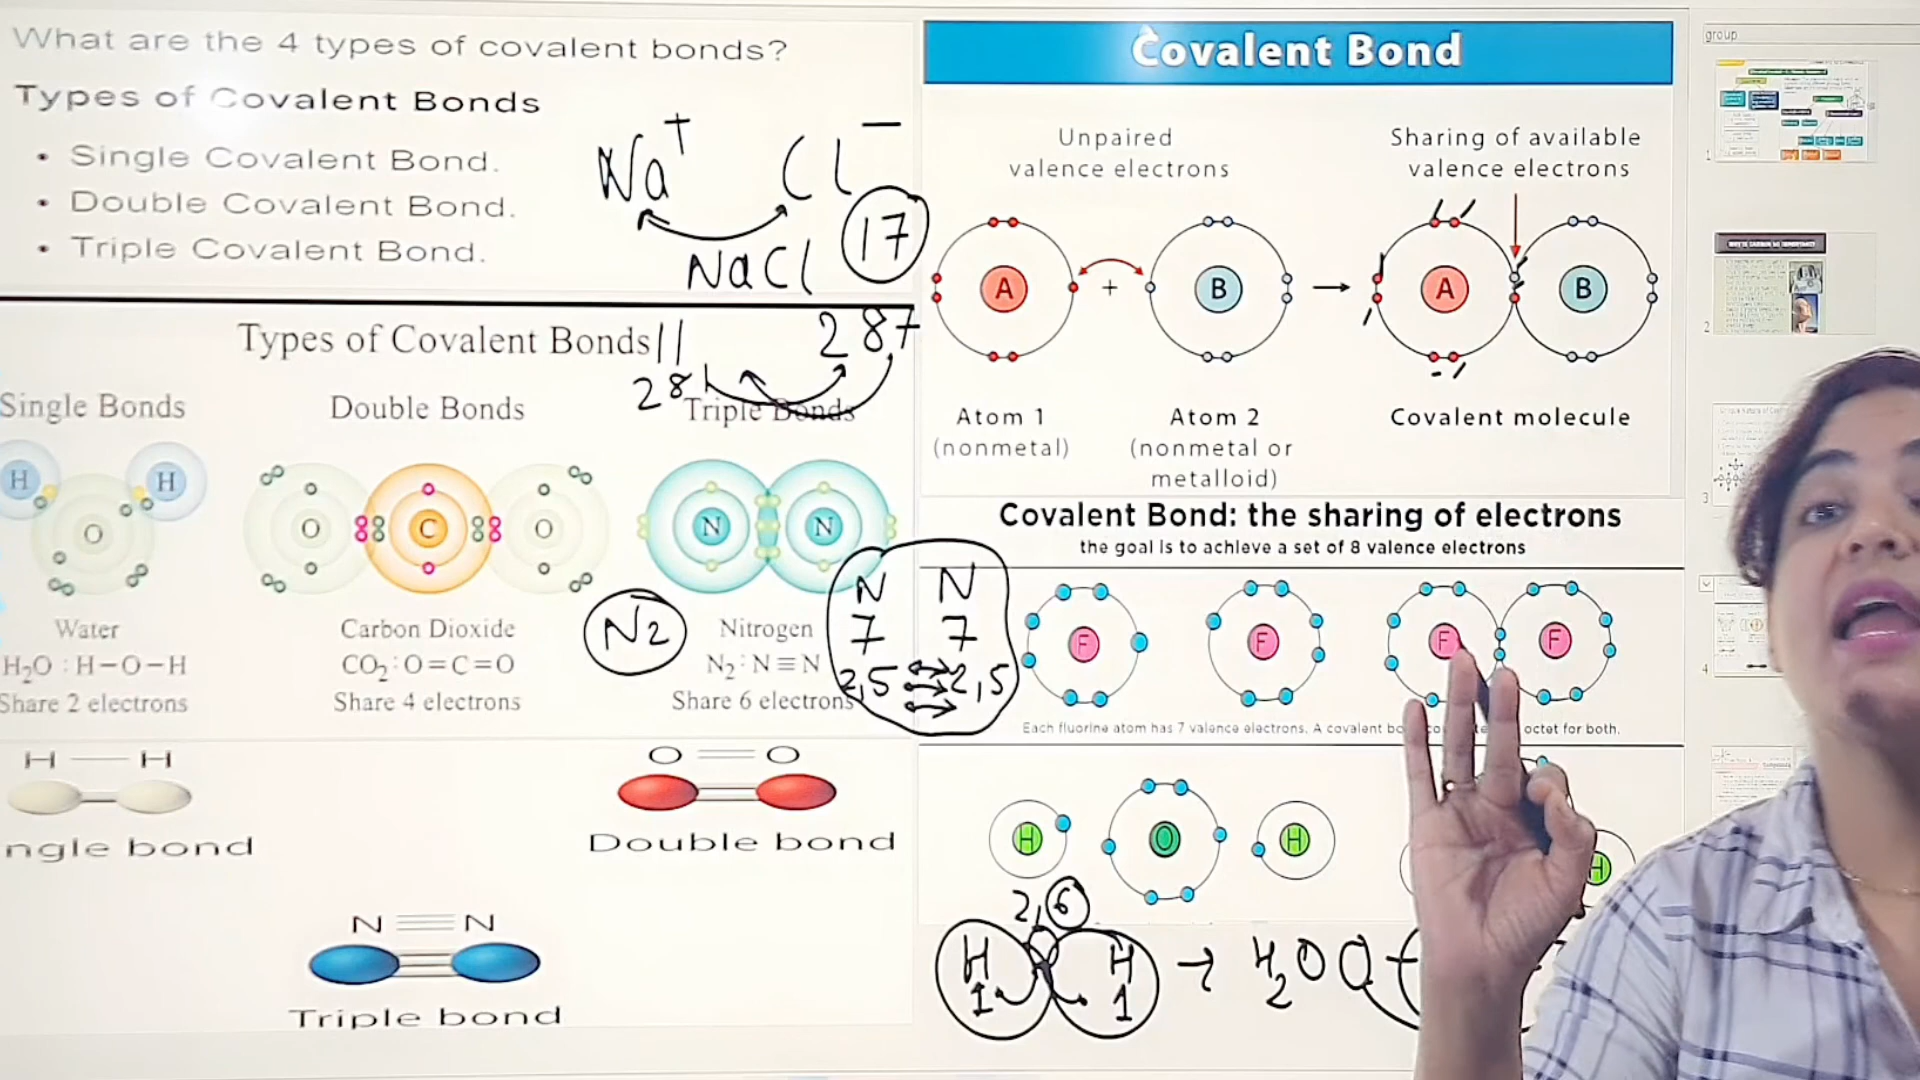 What are the 4 types of covalent bonds?
Types of Covalent Bonds
• Single Covalent Bond.
• Double Covalent Bond.
• Triple Covalent Bond.
Na+ Cl−
NaCl
17
Types of Covalent Bonds
11
2 8 7
2 8 1
Single Bonds
Double Bonds
Triple Bonds
H
H
O
O
C
O
N
N
Water
H₂O : H−O−H
Share 2 electrons
Carbon Dioxide
CO₂ : O=C=O
Share 4 electrons
N2
Nitrogen
N₂ : N≡N
Share 6 electrons
N N
7 7
2,5 2,5
H — H
ngle bond
O = O
Double bond
N ≡ N
Triple bond
Covalent Bond
Unpaired
valence electrons
Sharing of available
valence electrons
A
+
B
A
B
Atom 1
(nonmetal)
Atom 2
(nonmetal or
metalloid)
Covalent molecule
Covalent Bond: the sharing of electrons
the goal is to achieve a set of 8 valence electrons
F
F
F
F
Each fluorine atom has 7 valence electrons. A covalent
octet for both.
H
O
H
H
2,6
H H → H₂O
1 1
group
1
2
3
4